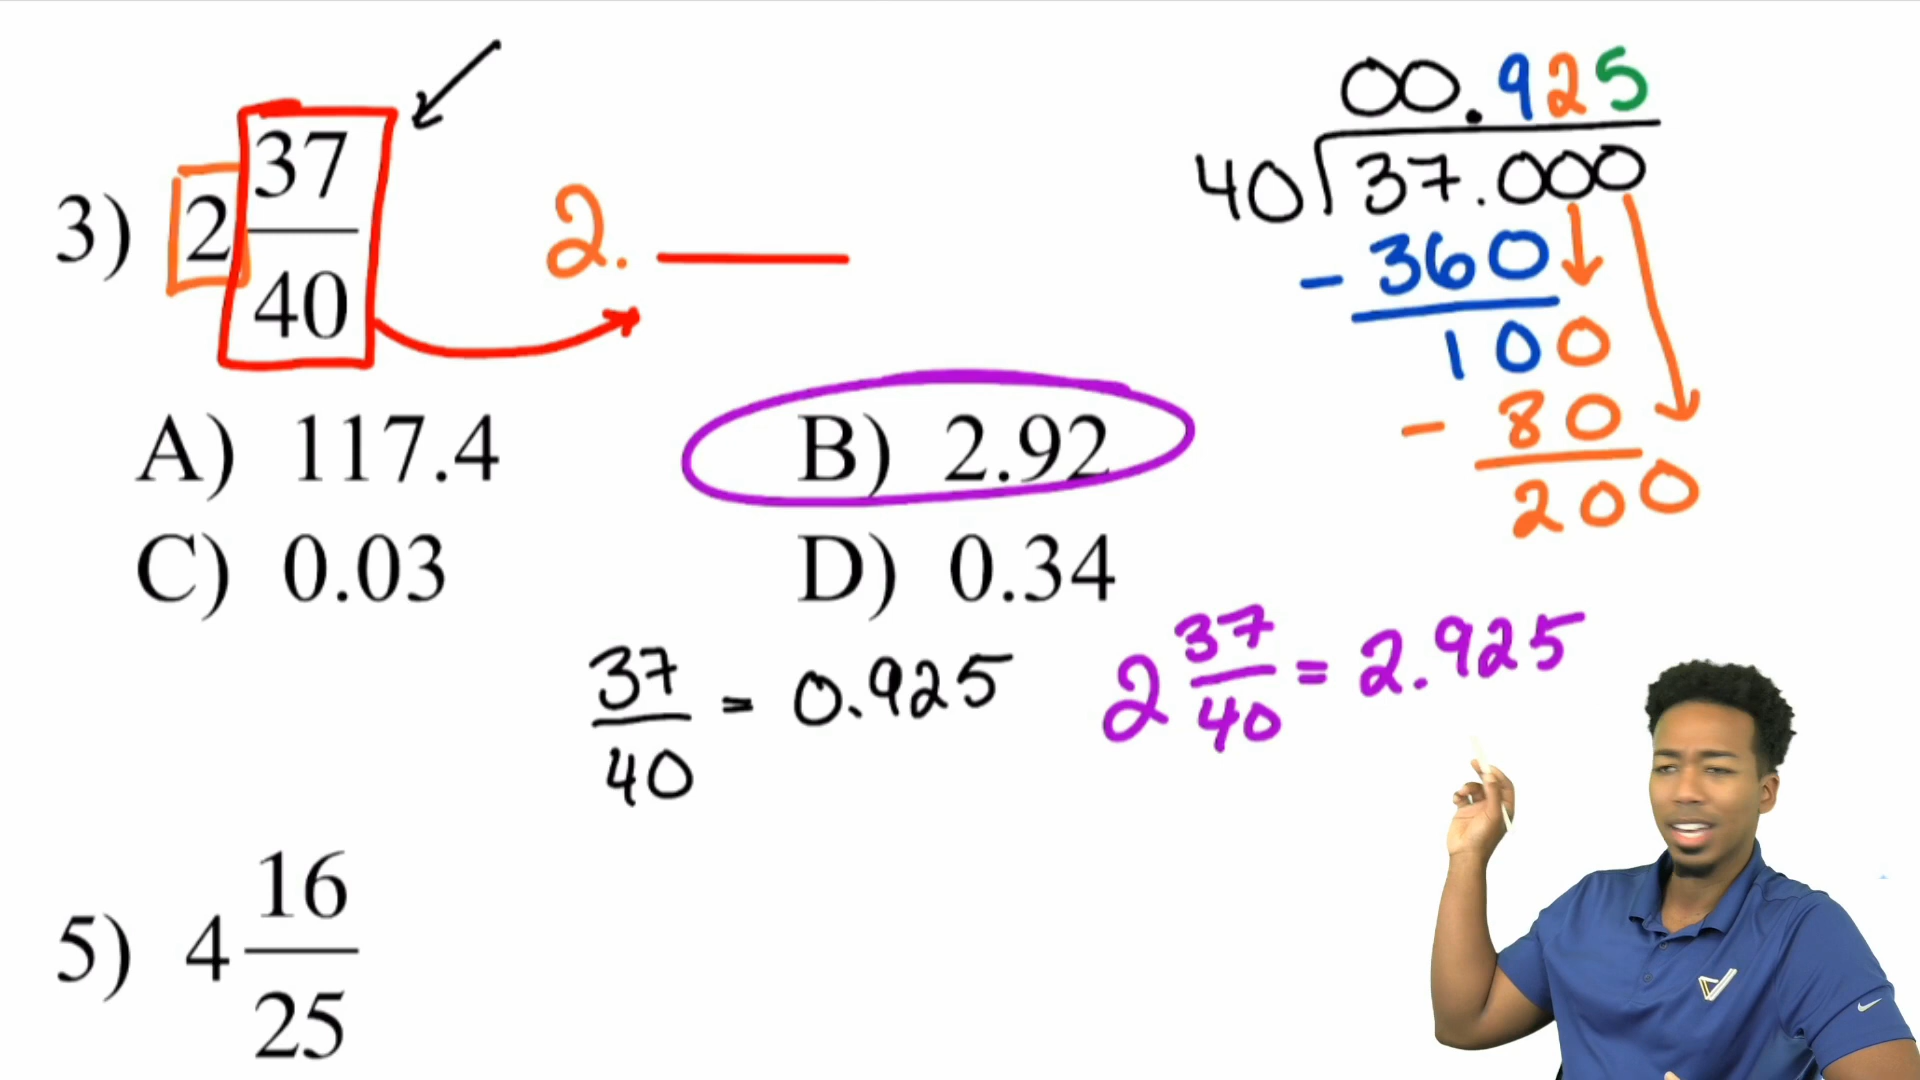 3) 2 37/40
2. ___
00.925
40 37.000
- 360
100
- 80
200
A) 117.4
B) 2.92
C) 0.03
D) 0.34
37/40 = 0.925
2 37/40 = 2.925
5) 4 16/25